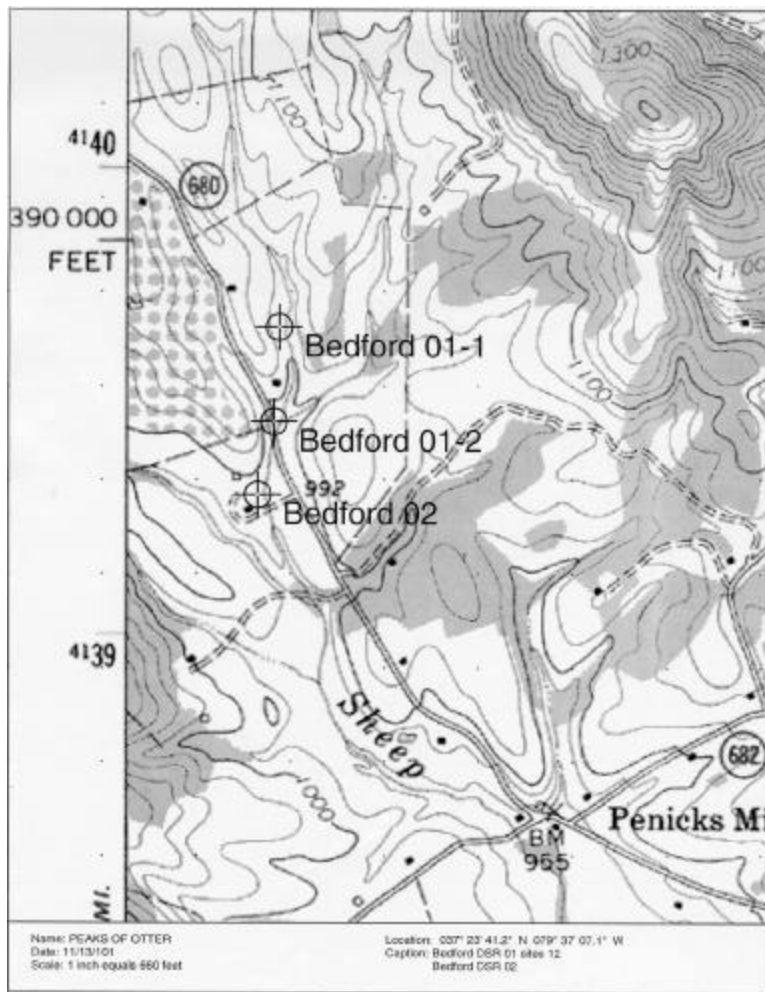 1300
1100
4140
680
390 000
FEET
1100
Bedford 01-1
1100
Bedford 01-2
992
Bedford 02
4139
Sheep
682
1000
Penicks Mi
BM
955
MI.
Name: PEAKS OF OTTER
Date: 11/13/101
Scale: 1 inch equals 660 feet
Location: 037° 23' 41.2" N 079° 37' 07.1" W
Caption: Bedford DSR 01 sites 12
Bedford DSR 02